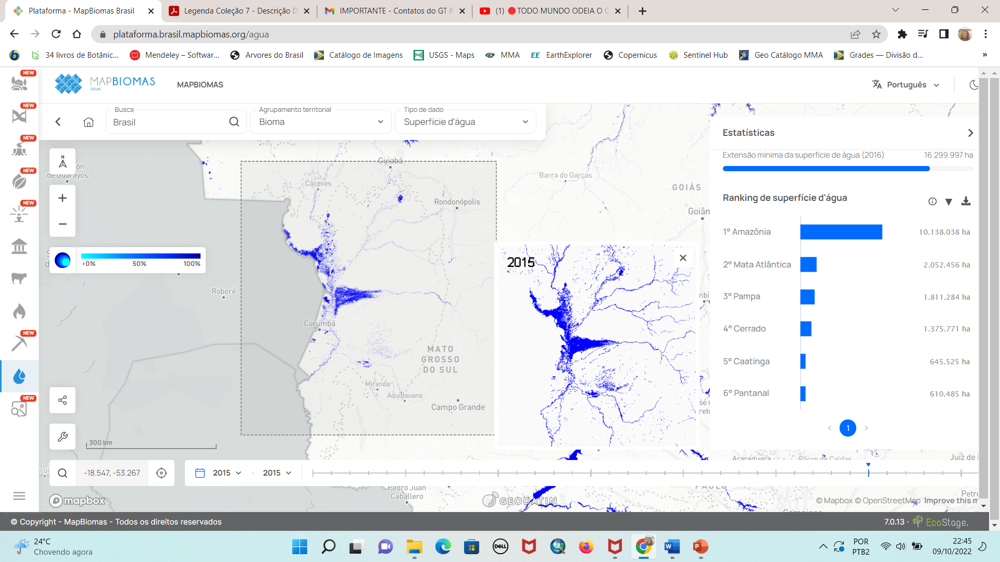 Plataforma - MapBiomas Brasil
Legenda Coleção 7 - Descrição D
IMPORTANTE - Contatos do GT R
(1) TODO MUNDO ODEIA O C
plataforma.brasil.mapbiomas.org/agua
34 livros de Botânic...
Mendeley – Softwar...
Arvores do Brasil
Catálogo de Imagens
USGS - Maps
MMA
EE EarthExplorer
Copernicus
Sentinel Hub
Geo Catálogo MMA
Grades — Divisão d...
»
NEW
NEW
NEW
NEW
NEW
NEW
NEW
MAPBIOMAS
[ÁGUA]
MAPBIOMAS
Português
Busca
Brasil
Agrupamento territorial
Bioma
Tipo de dado
Superfície d'água
N
de Guarayos
Guiabá
Cáceres
Rondonópolis
Barra do Garças
GOIÁS
Goiân
Roboré
Corumbá
MATO
GROSSO
DO SUL
Miranda
Aquidauana
Campo Grande
>0% 50% 100%
2015
Estatísticas
Extensão mínima da superfície de água (2016) 16.299.997 ha
Ranking de superfície d'água
1° Amazônia 10.138.038 ha
2° Mata Atlântica 2.052.456 ha
3° Pampa 1.811.284 ha
4° Cerrado 1.375.771 ha
5° Caatinga 645.525 ha
6° Pantanal 610.485 ha
1
300 km
-18.547, -53.267
2015 - 2015
Araraquara
Poços de Caldas
Juiz de
Pedro Juan
Caballero
mapbox
GEODATIN
© Mapbox © OpenStreetMap Improve this m
© Copyright - MapBiomas - Todos os direitos reservados
7.0.13 · EcoStage.
24°C
Chovendo agora
DELL
POR
PTB2
22:45
09/10/2022